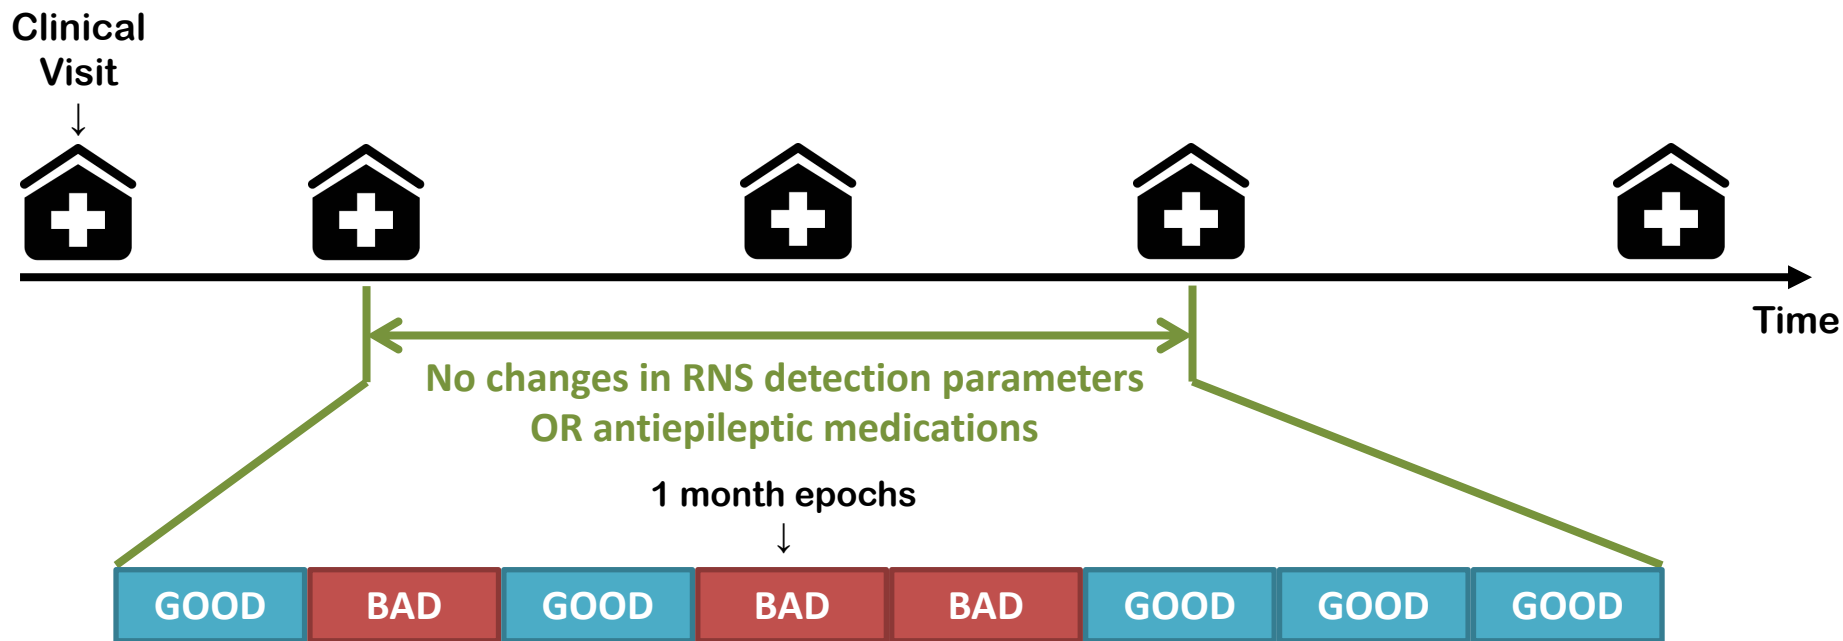 Clinical
Visit
↓
Time
No changes in RNS detection parameters
OR antiepileptic medications
1 month epochs
↓
GOOD BAD GOOD BAD BAD GOOD GOOD GOOD